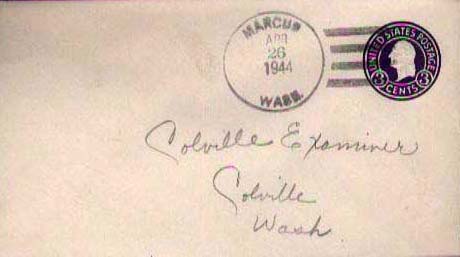 MARCUS
APR
26
1944
WASH.
UNITED STATES POSTAGE
3 CENTS 3
Colville Examiner
Colville
Wash